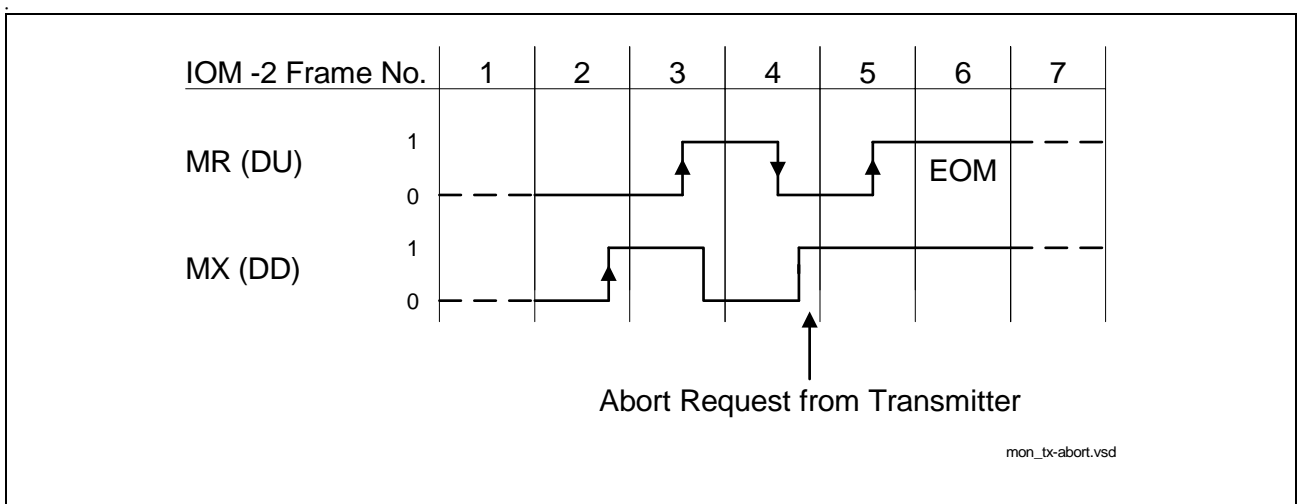 .
IOM -2 Frame No. 1 2 3 4 5 6 7
1
MR (DU)
EOM
0
1
MX (DD)
0
Abort Request from Transmitter
mon_tx-abort.vsd